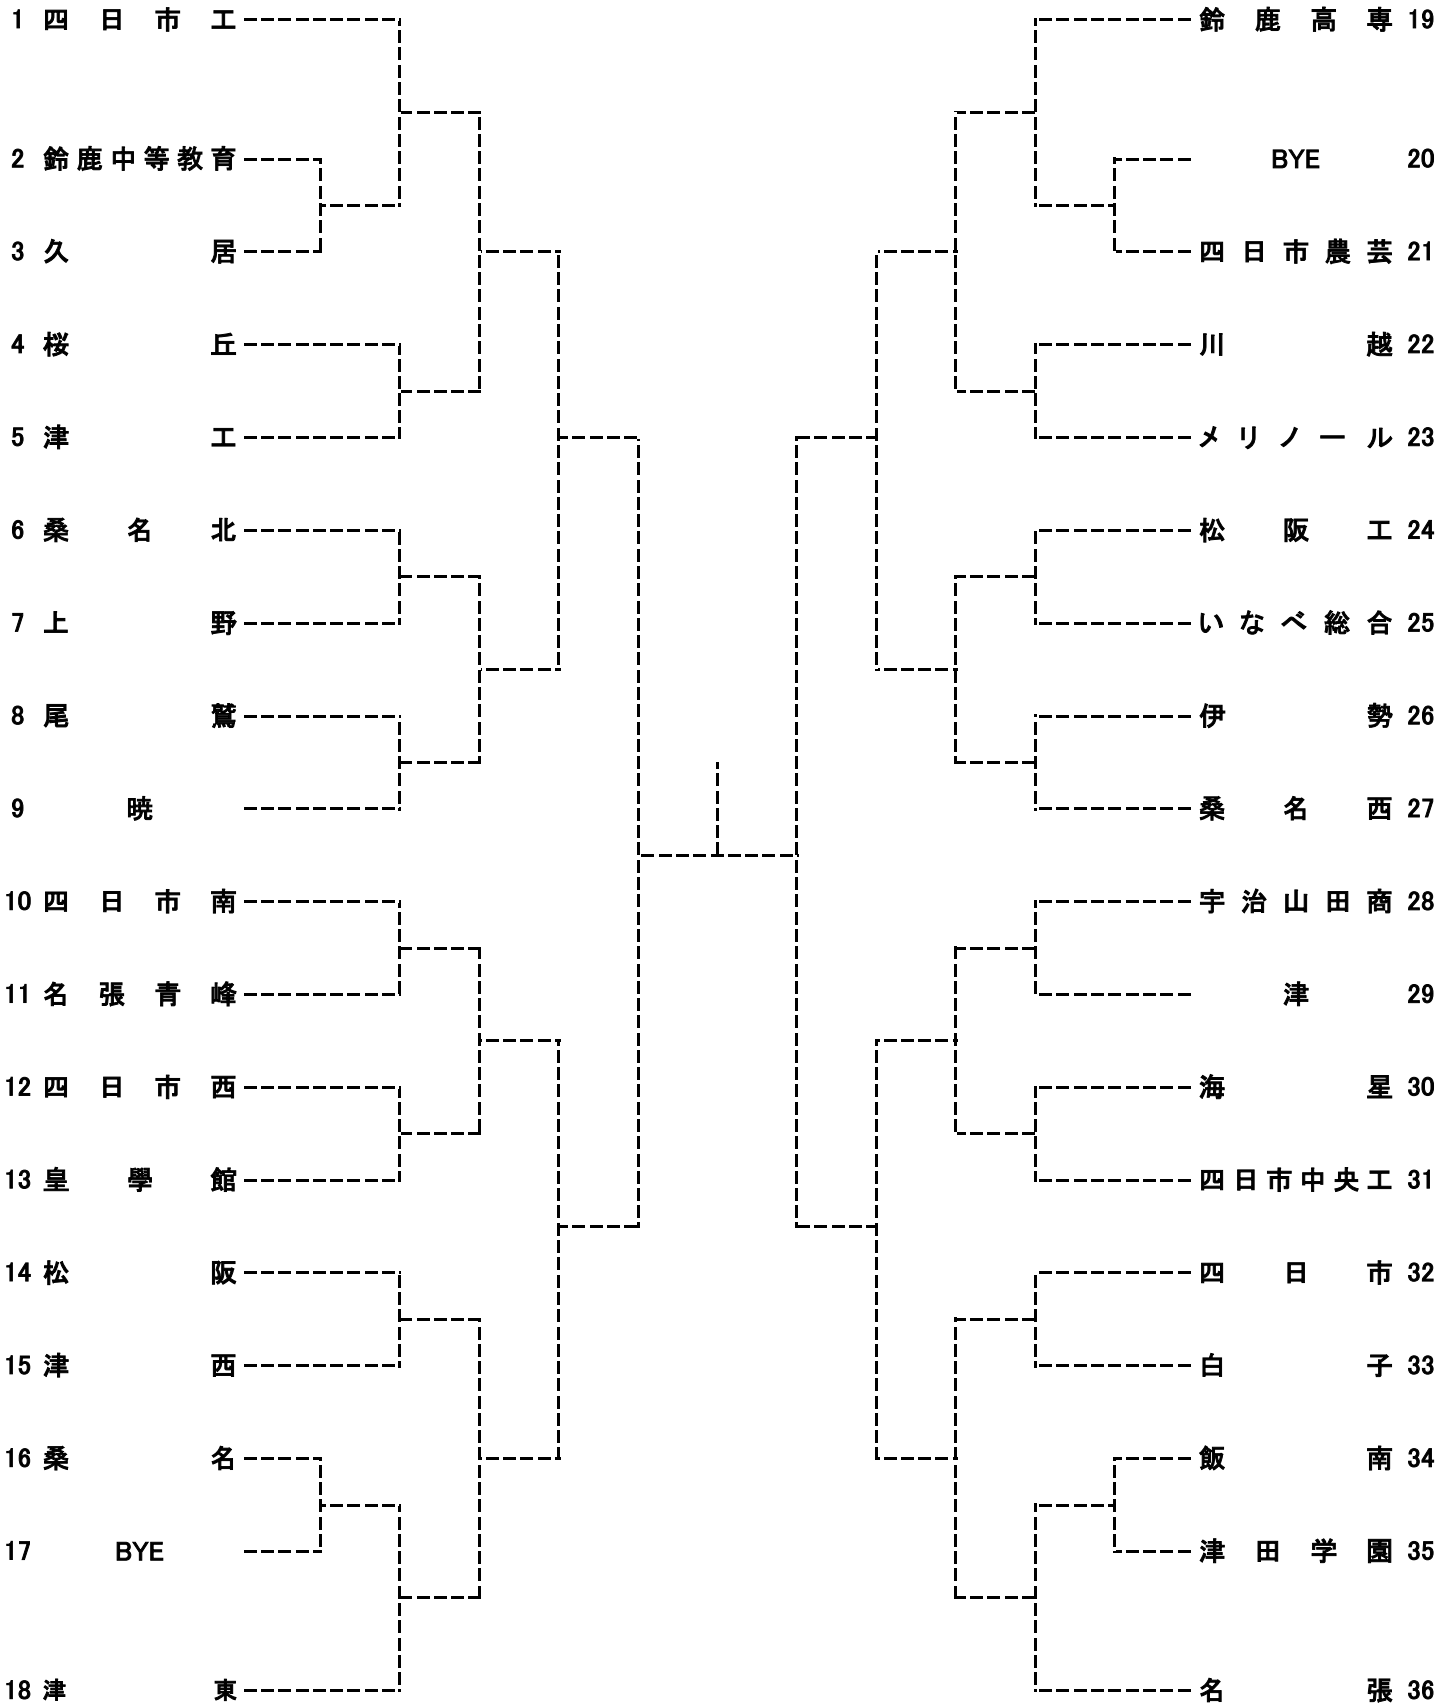 1 四日市工
2 鈴鹿中等教育
3 久居
4 桜丘
5 津工
6 桑名北
7 上野
8 尾鷲
9 暁
10 四日市南
11 名張青峰
12 四日市西
13 皇學館
14 松阪
15 津西
16 桑名
17 BYE
18 津東
鈴鹿高専 19
BYE 20
四日市農芸 21
川越 22
メリノール 23
松阪工 24
いなべ総合 25
伊勢 26
桑名西 27
宇治山田商 28
津 29
海星 30
四日市中央工 31
四日市 32
白子 33
飯南 34
津田学園 35
名張 36